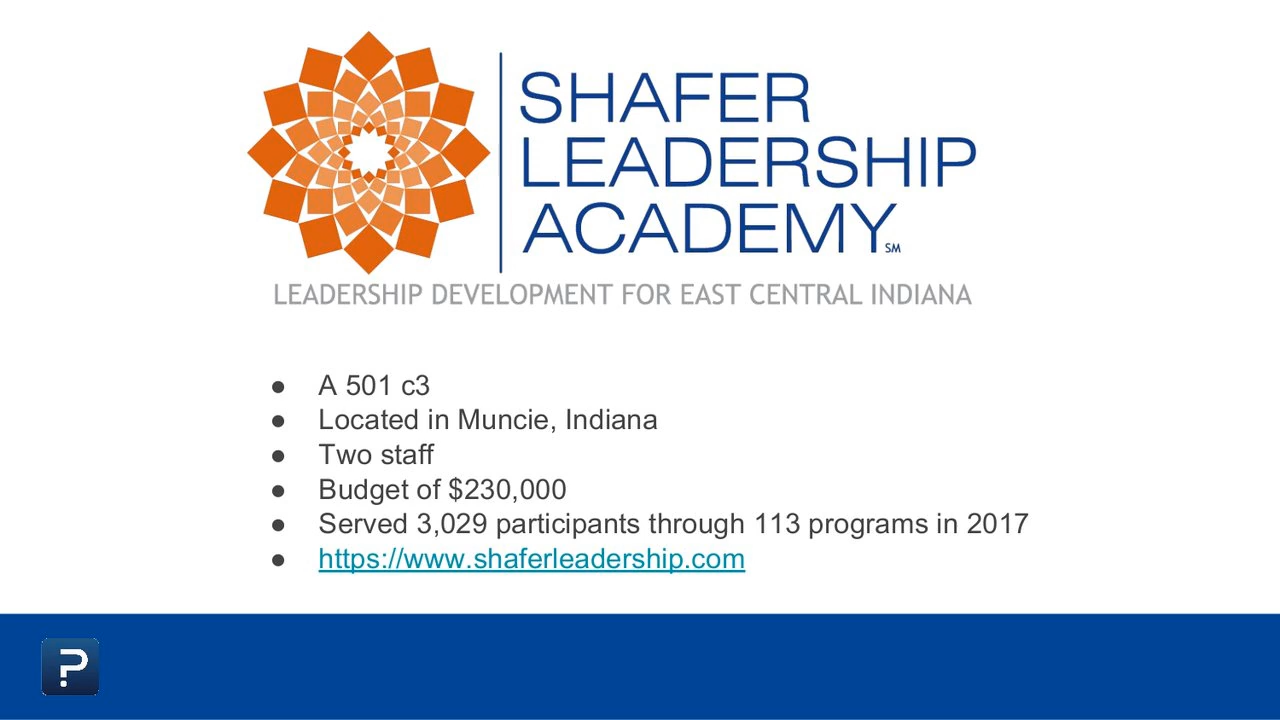 SHAFER
LEADERSHIP
ACADEMY SM
LEADERSHIP DEVELOPMENT FOR EAST CENTRAL INDIANA
● A 501 c3
● Located in Muncie, Indiana
● Two staff
● Budget of $230,000
● Served 3,029 participants through 113 programs in 2017
● https://www.shaferleadership.com
?